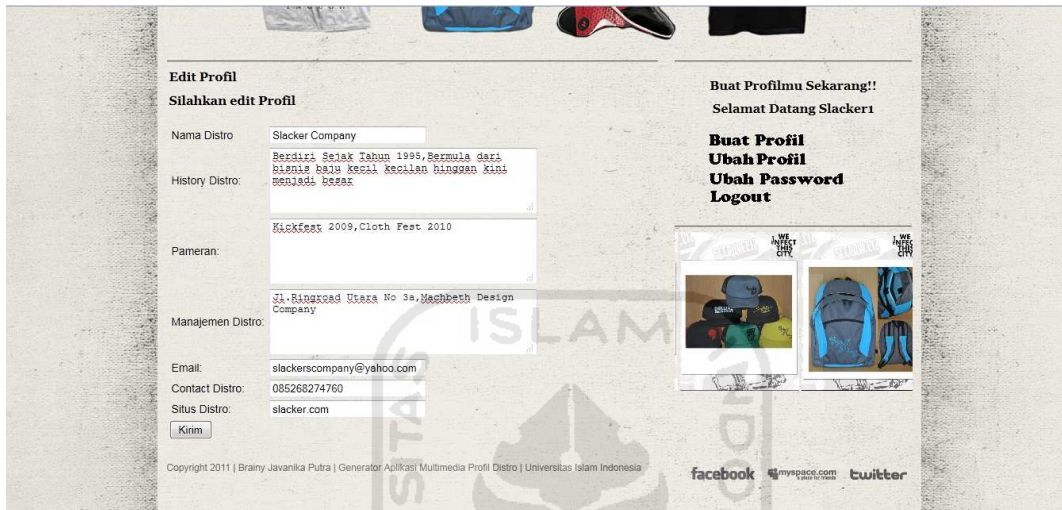 Edit Profil
Silahkan edit Profil
Nama Distro Slacker Company
History Distro: Berdiri Sejak Tahun 1995,Bermula dari
bisnis baju kecil kecilan hinggan kini
menjadi besar
Pameran: Kickfest 2009,Cloth Fest 2010
Manajemen Distro: Jl.Ringroad Utara No 3a,Machbeth Design
Company
Email: slackerscompany@yahoo.com
Contact Distro: 085268274760
Situs Distro: slacker.com
Kirim
Copyright 2011 | Brainy Javanika Putra | Generator Aplikasi Multimedia Profil Distro | Universitas Islam Indonesia
Buat Profilmu Sekarang!!
Selamat Datang Slacker1
Buat Profil
Ubah Profil
Ubah Password
Logout
WE
INFECT
THIS
CITY.
WE
INFECT
THIS
CITY
facebook myspace.com twitter
a place for friends
ISLAM
SITAS